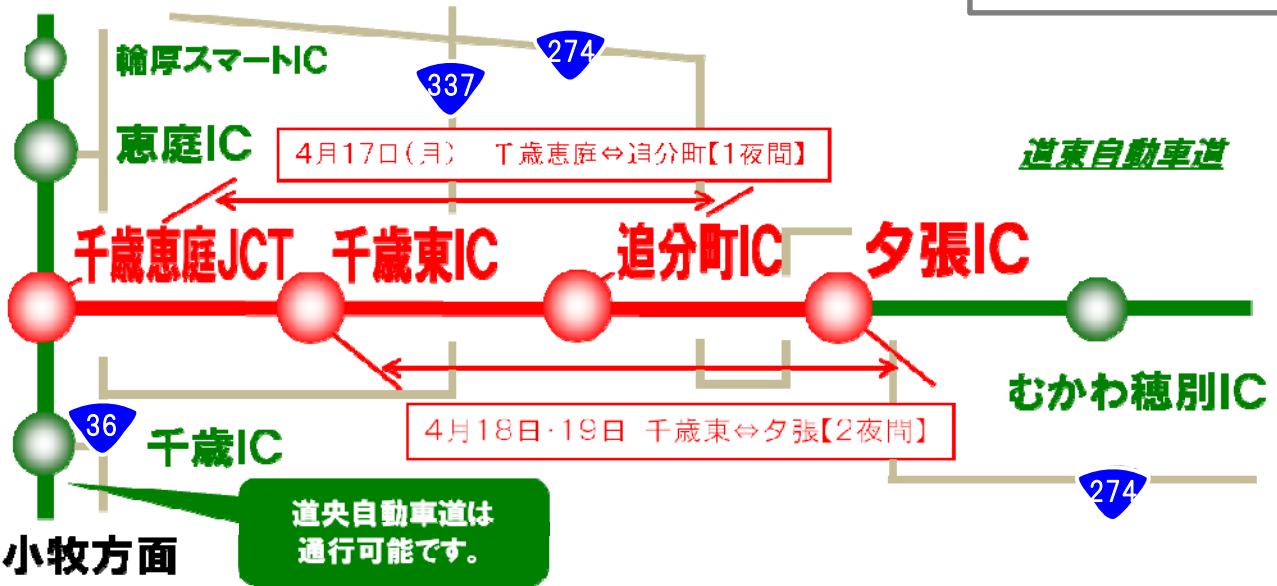 輪厚スマートIC
274
337
恵庭IC
4月17日(月) 千歳恵庭⇔追分町【1夜間】
道東自動車道
千歳恵庭JCT
千歳東IC
追分町IC
夕張IC
むかわ穂別IC
4月18日・19日 千歳東⇔夕張【2夜間】
36
千歳IC
274
道央自動車道は
通行可能です。
小牧方面